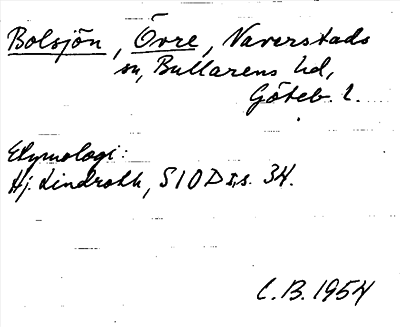 Bolsjön, Övre, Naverstads
sn, Bullarens hd,
Göteb. l.
Etymologi:
Hj. Lindroth, SIOD s. 34.
C.B. 1954